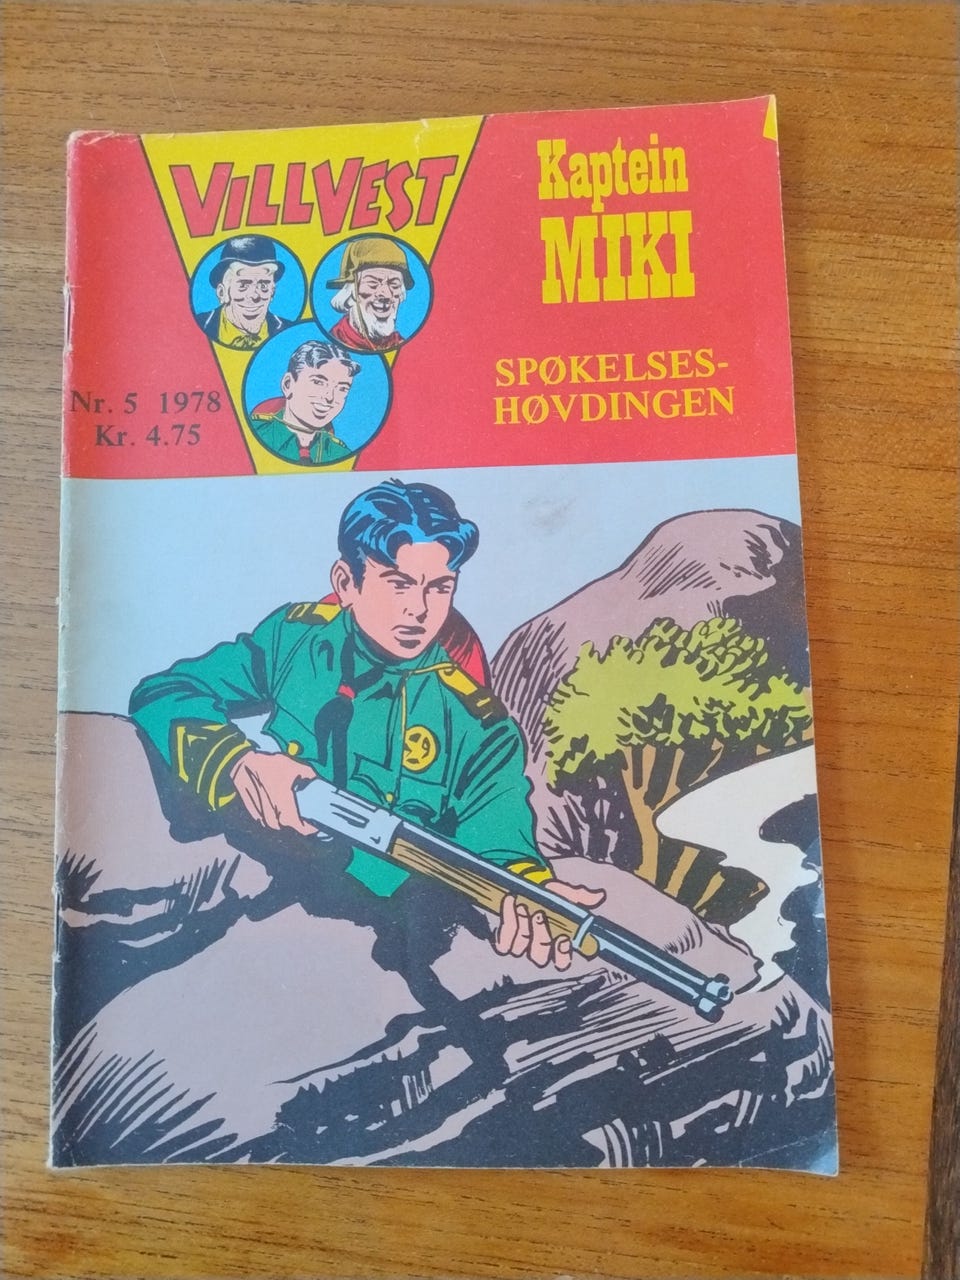 VILLVEST
Kaptein
MIKI
SPØKELSES-
HØVDINGEN
Nr. 5 1978
Kr. 4.75